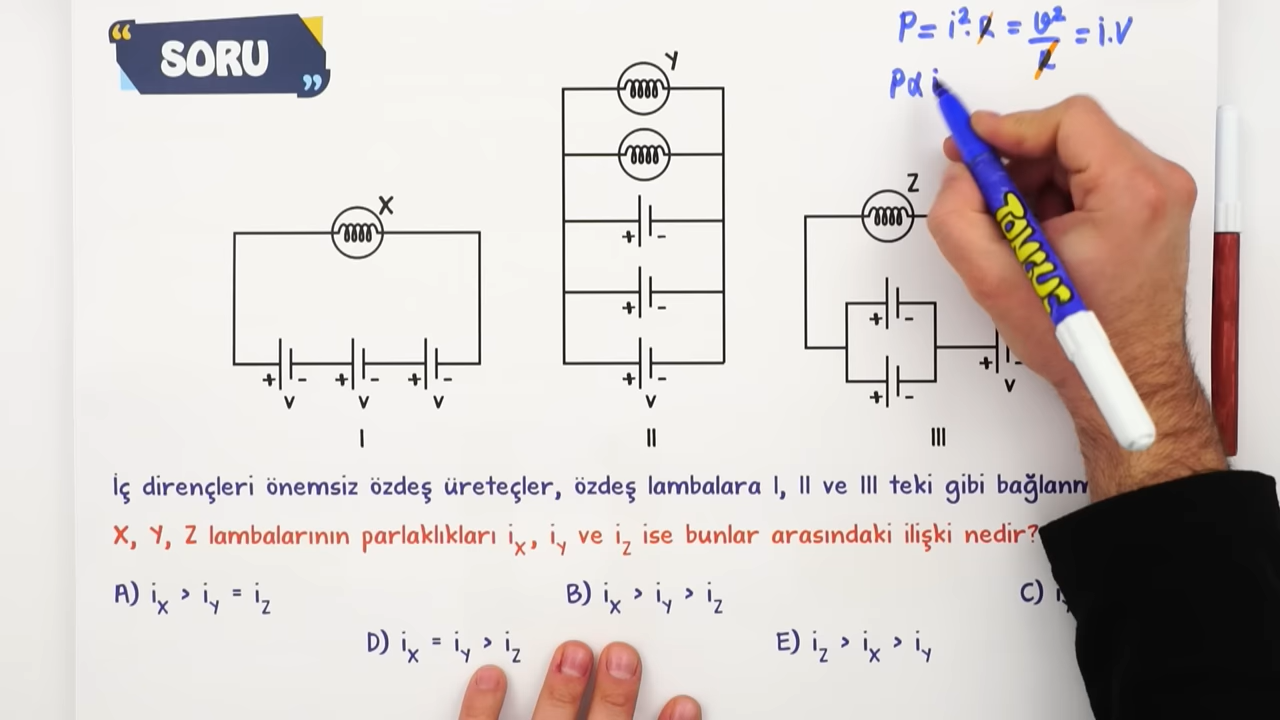 SORU
P = i².R = V²/R = i.V
P α i
Y
X
Z
+ - + - + -
V V V
+ -
+ -
+ -
V
+ -
+ -
+
V
I II III
İç dirençleri önemsiz özdeş üreteçler, özdeş lambalara I, II ve III teki gibi
X, Y, Z lambalarının parlaklıkları iX, iY ve iZ ise bunlar arasındaki ilişki nedir?
A) iX > iY = iZ B) iX > iY > iZ C)
D) iX = iY > iZ E) iZ > iX > iY
TANKUR